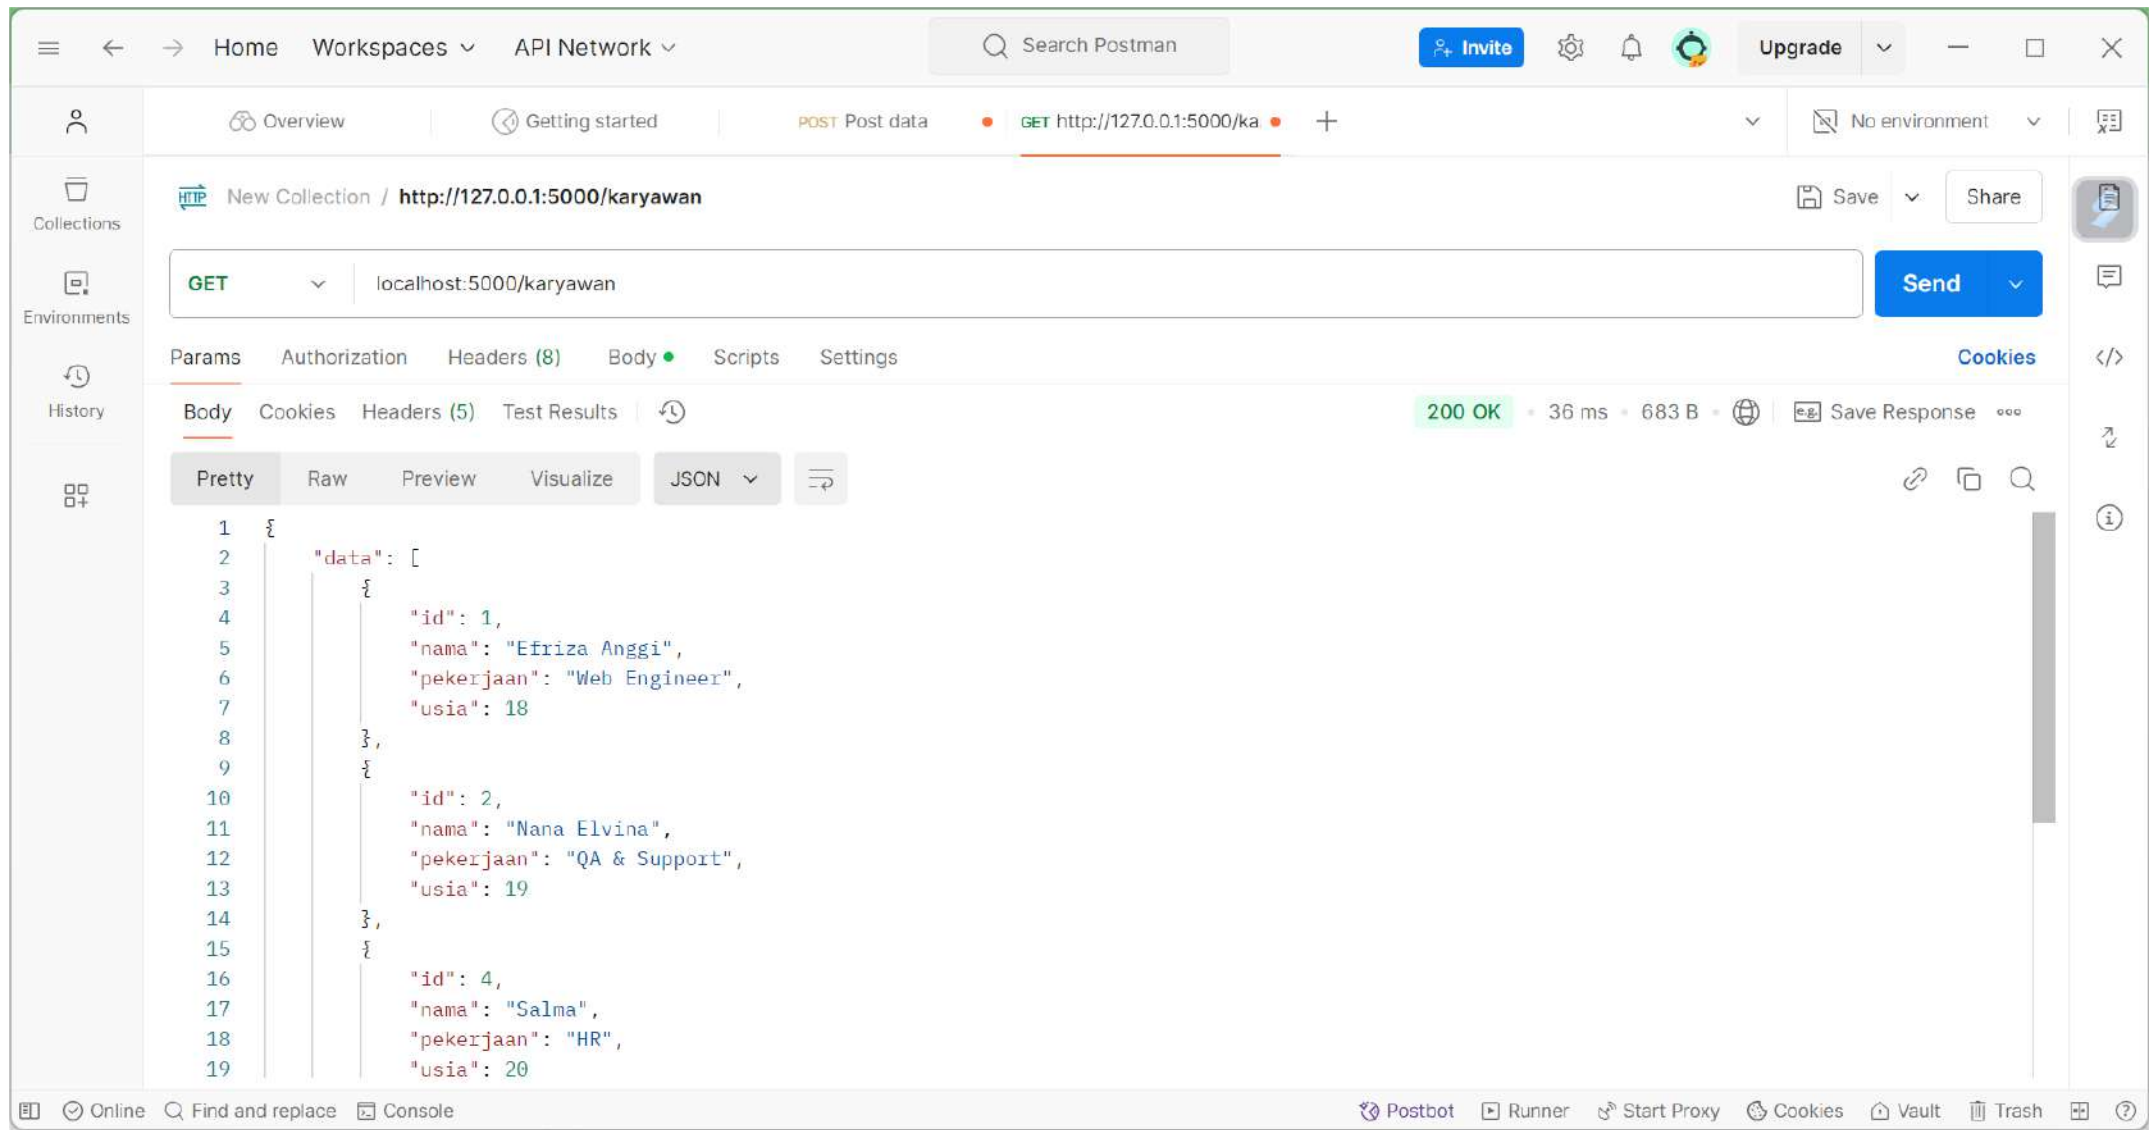 Home Workspaces API Network Search Postman Invite Upgrade
Overview Getting started POST Post data GET http://127.0.0.1:5000/ka No environment
HTTP New Collection / http://127.0.0.1:5000/karyawan Save Share
Collections
GET localhost:5000/karyawan Send
Environments
Params Authorization Headers (8) Body Scripts Settings Cookies
History
Body Cookies Headers (5) Test Results 200 OK 36 ms 683 B e.g. Save Response
Pretty Raw Preview Visualize JSON
1 {
2 "data": [
3 {
4 "id": 1,
5 "nama": "Efriza Anggi",
6 "pekerjaan": "Web Engineer",
7 "usia": 18
8 },
9 {
10 "id": 2,
11 "nama": "Nana Elvina",
12 "pekerjaan": "QA & Support",
13 "usia": 19
14 },
15 {
16 "id": 4,
17 "nama": "Salma",
18 "pekerjaan": "HR",
19 "usia": 20
Online Find and replace Console Postbot Runner Start Proxy Cookies Vault Trash